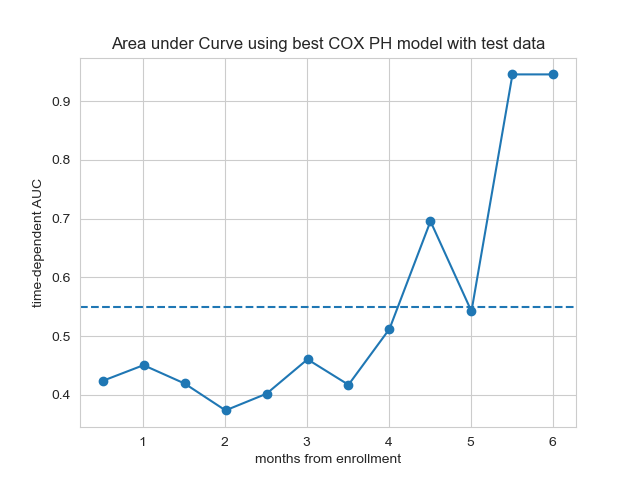 Area under Curve using best COX PH model with test data
time-dependent AUC
0.9
0.8
0.7
0.6
0.5
0.4
1 2 3 4 5 6
months from enrollment